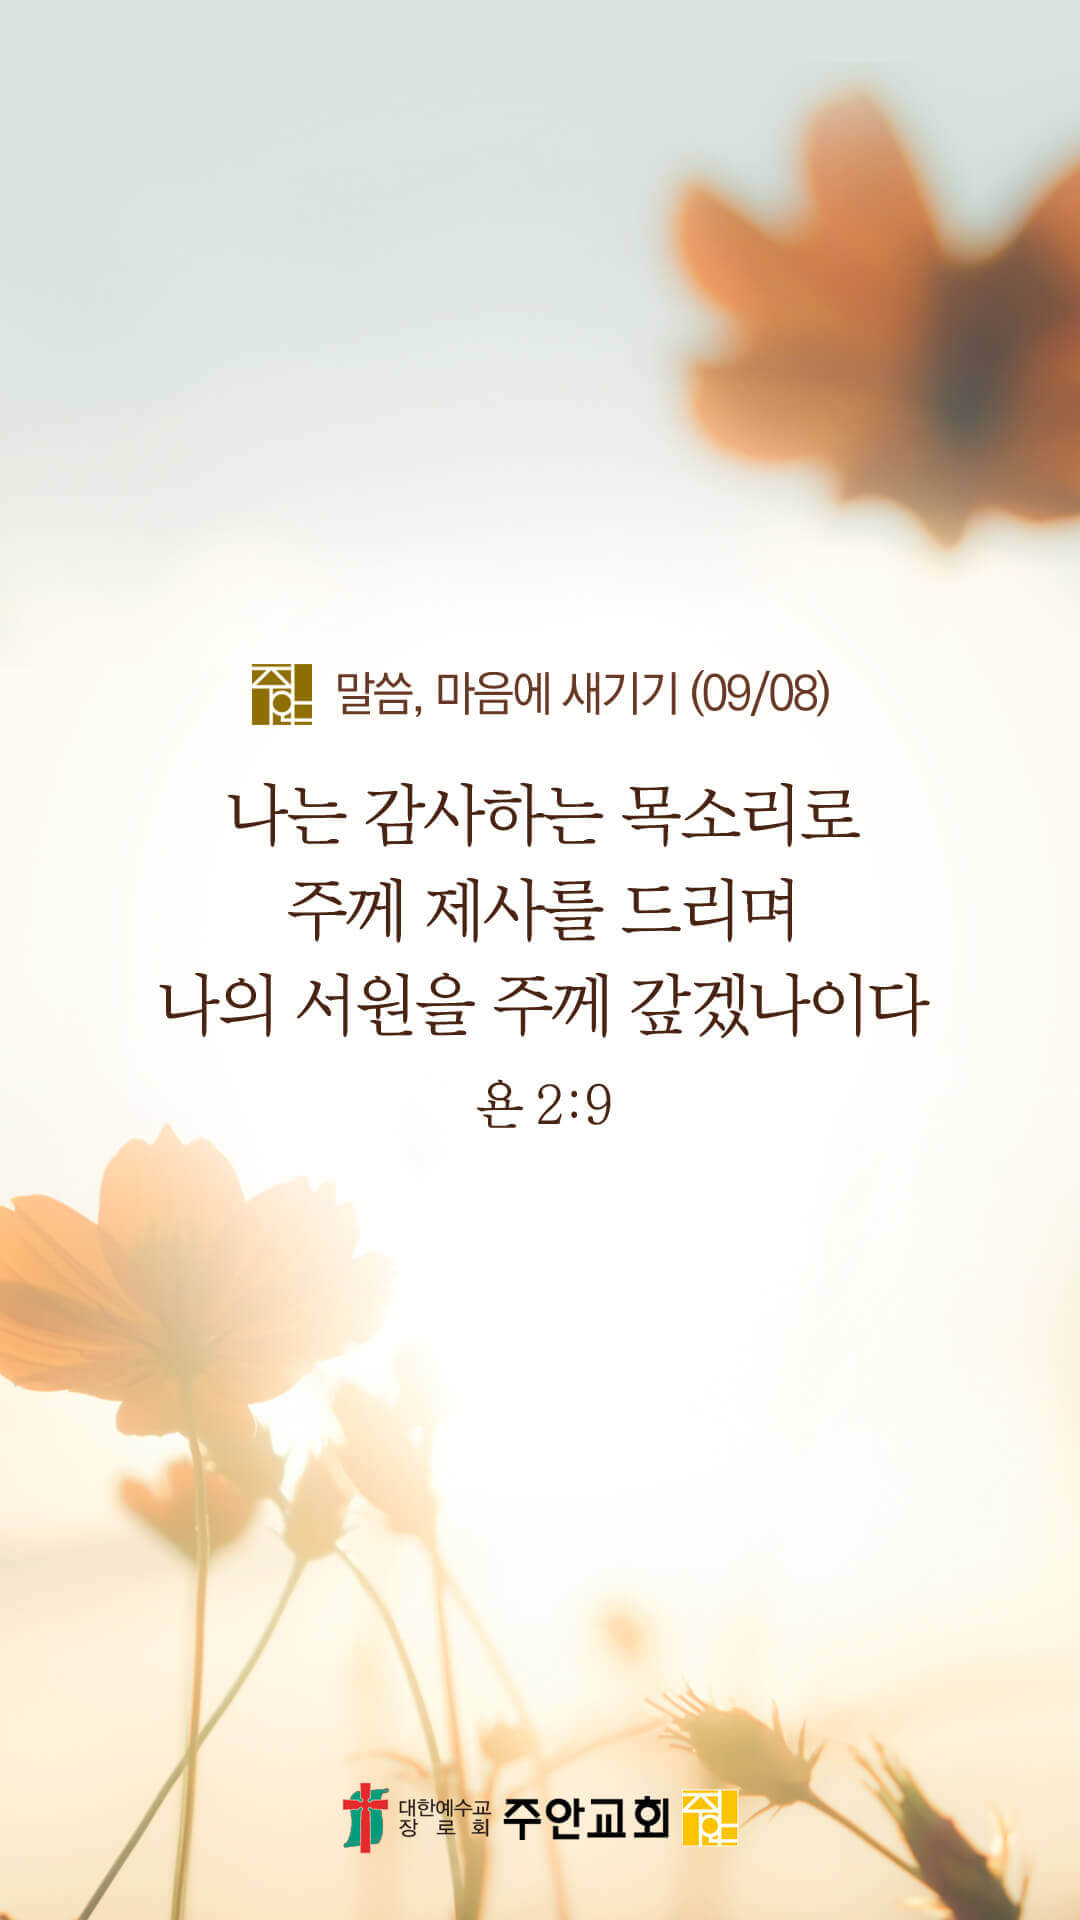 말씀, 마음에 새기기 (09/08)
나는 감사하는 목소리로
주께 제사를 드리며
나의 서원을 주께 갚겠나이다
욘 2:9
대한예수교
장로회
주안교회